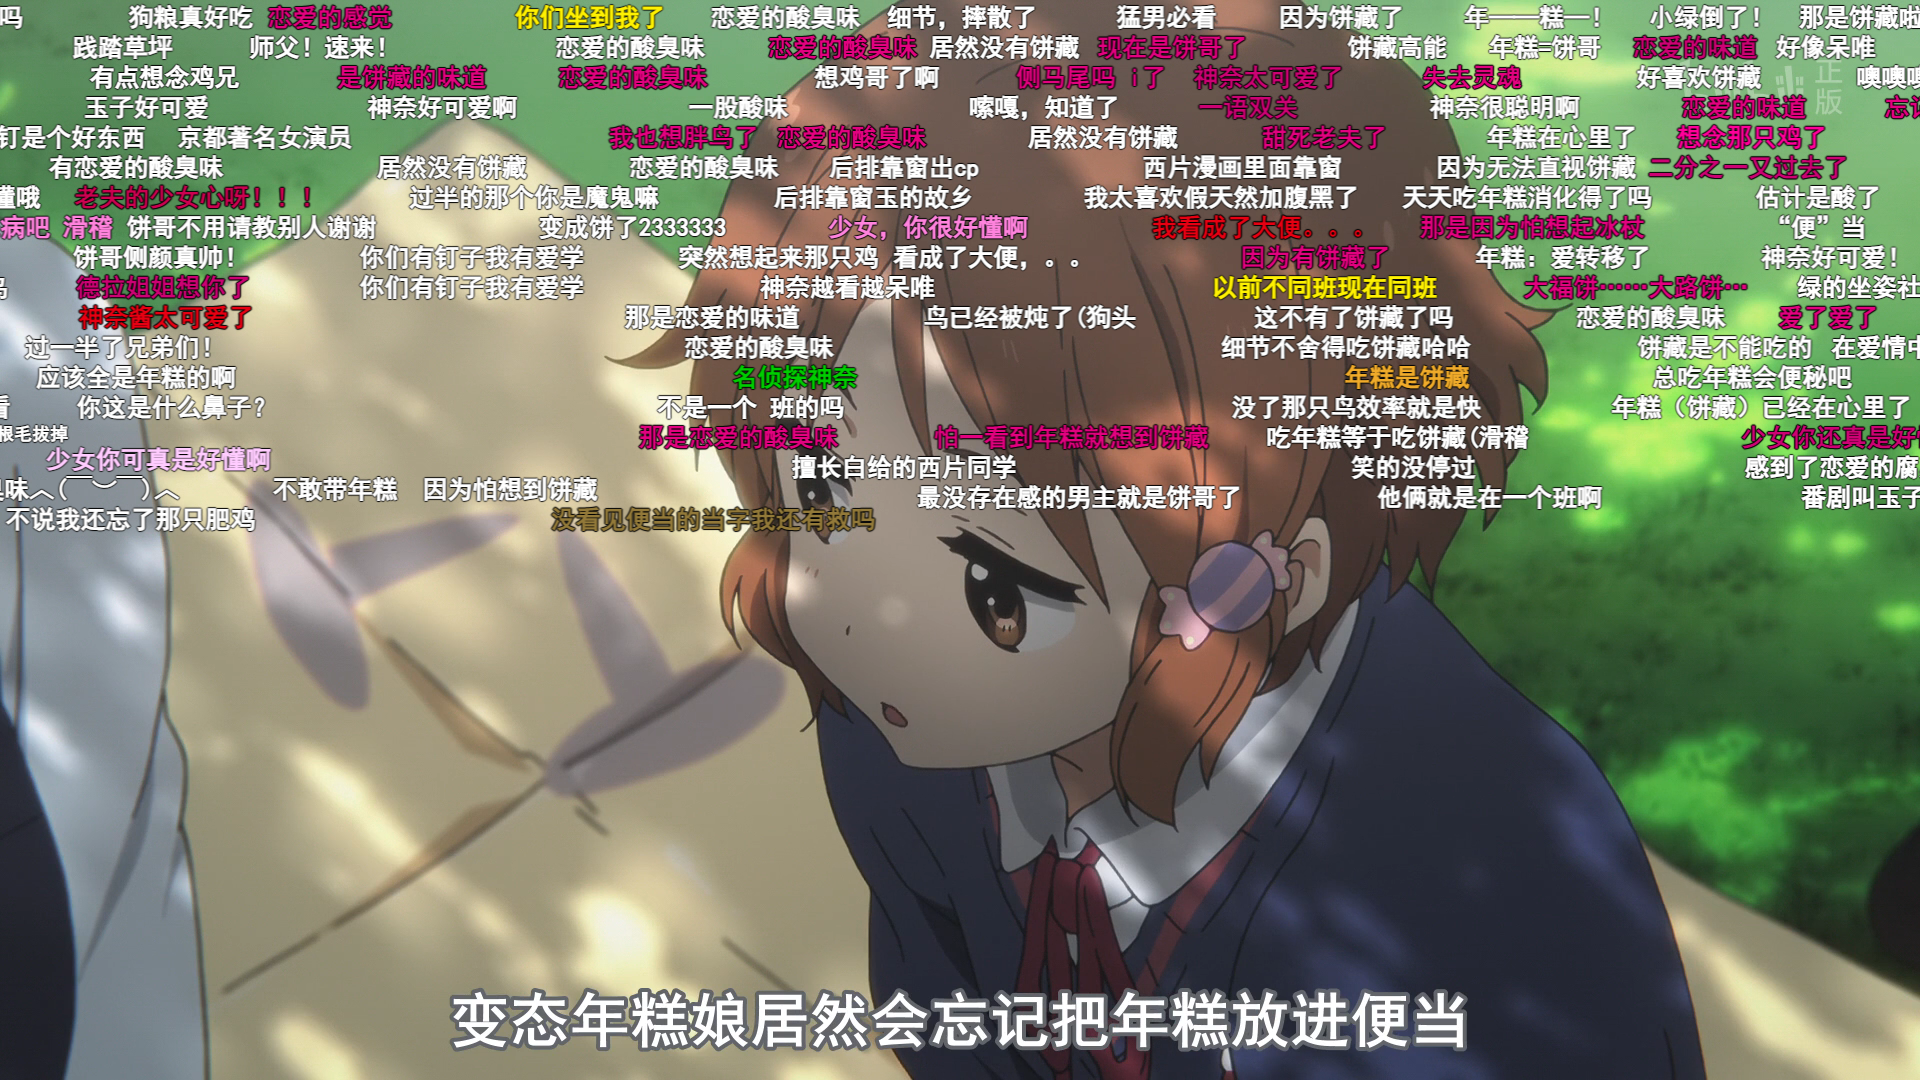 吗 狗粮真好吃 恋爱的感觉 你们坐到我了 恋爱的酸臭味 细节，摔散了 猛男必看 因为饼藏了 年——糕—！ 小绿倒了！ 那是饼藏啦
践踏草坪 师父！速来！ 恋爱的酸臭味 恋爱的酸臭味 居然没有饼藏 现在是饼哥了 饼藏高能 年糕=饼哥 恋爱的味道 好像呆唯
有点想念鸡兄 是饼藏的味道 恋爱的酸臭味 想鸡哥了啊 侧马尾吗 i了 神奈太可爱了 失去灵魂 好喜欢饼藏 噢噢噢
正版
玉子好可爱 神奈好可爱啊 一股酸味 嗦嘎，知道了 一语双关 神奈很聪明啊 恋爱的味道 忘记
钉是个好东西 京都著名女演员 我也想胖鸟了 恋爱的酸臭味 居然没有饼藏 甜死老夫了 年糕在心里了 想念那只鸡了
有恋爱的酸臭味 居然没有饼藏 恋爱的酸臭味 后排靠窗出cp 西片漫画里面靠窗 因为无法直视饼藏 二分之一又过去了
懂哦 老夫的少女心呀！！！ 过半的那个你是魔鬼嘛 后排靠窗玉的故乡 我太喜欢假天然加腹黑了 天天吃年糕消化得了吗 估计是酸了
病吧 滑稽 饼哥不用请教别人谢谢 变成饼了2333333 少女，你很好懂啊 我看成了大便。。。 那是因为怕想起冰杖 “便”当
饼哥侧颜真帅！ 你们有钉子我有爱学 突然想起来那只鸡 看成了大便，。。 因为有饼藏了 年糕：爱转移了 神奈好可爱！
德拉姐姐想你了 你们有钉子我有爱学 神奈越看越呆唯 以前不同班现在同班 大福饼……大路饼… 绿的坐姿社
神奈酱太可爱了 那是恋爱的味道 鸟已经被炖了(狗头 这不有了饼藏了吗 恋爱的酸臭味 爱了爱了
过一半了兄弟们！ 恋爱的酸臭味 细节不舍得吃饼藏哈哈 饼藏是不能吃的 在爱情中
应该全是年糕的啊 名侦探神奈 年糕是饼藏 总吃年糕会便秘吧
看 你这是什么鼻子？ 不是一个 班的吗 没了那只鸟效率就是快 年糕（饼藏）已经在心里了
根毛拔掉 那是恋爱的酸臭味 怕一看到年糕就想到饼藏 吃年糕等于吃饼藏(滑稽 少女你还真是好
少女你可真是好懂啊 擅长白给的西片同学 笑的没停过 感到了恋爱的腐
臭味︿(￣︶￣)︿ 不敢带年糕 因为怕想到饼藏 最没存在感的男主就是饼哥了 他俩就是在一个班啊 番剧叫玉子
不说我还忘了那只肥鸡 没看见便当的当字我还有救吗
变态年糕娘居然会忘记把年糕放进便当